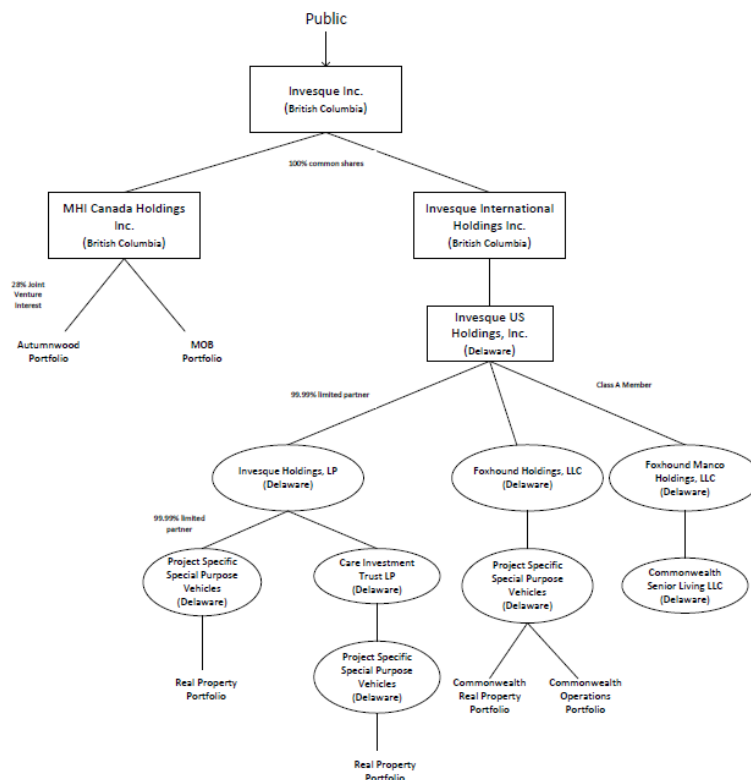 Public
Invesque Inc.
(British Columbia)
100% common shares
MHI Canada Holdings
Inc.
(British Columbia)
Invesque International
Holdings Inc.
(British Columbia)
28% Joint
Venture
Interest
Autumnwood
Portfolio
MOB
Portfolio
Invesque US
Holdings, Inc.
(Delaware)
99.99% limited partner
Class A Member
Invesque Holdings, LP
(Delaware)
Foxhound Holdings, LLC
(Delaware)
Foxhound Manco
Holdings, LLC
(Delaware)
99.99% limited
partner
Project Specific
Special Purpose
Vehicles
(Delaware)
Care Investment
Trust LP
(Delaware)
Project Specific
Special Purpose
Vehicles
(Delaware)
Commonwealth
Senior Living LLC
(Delaware)
Real Property
Portfolio
Project Specific
Special Purpose
Vehicles
(Delaware)
Commonwealth
Real Property
Portfolio
Commonwealth
Operations
Portfolio
Real Property
Portfolio